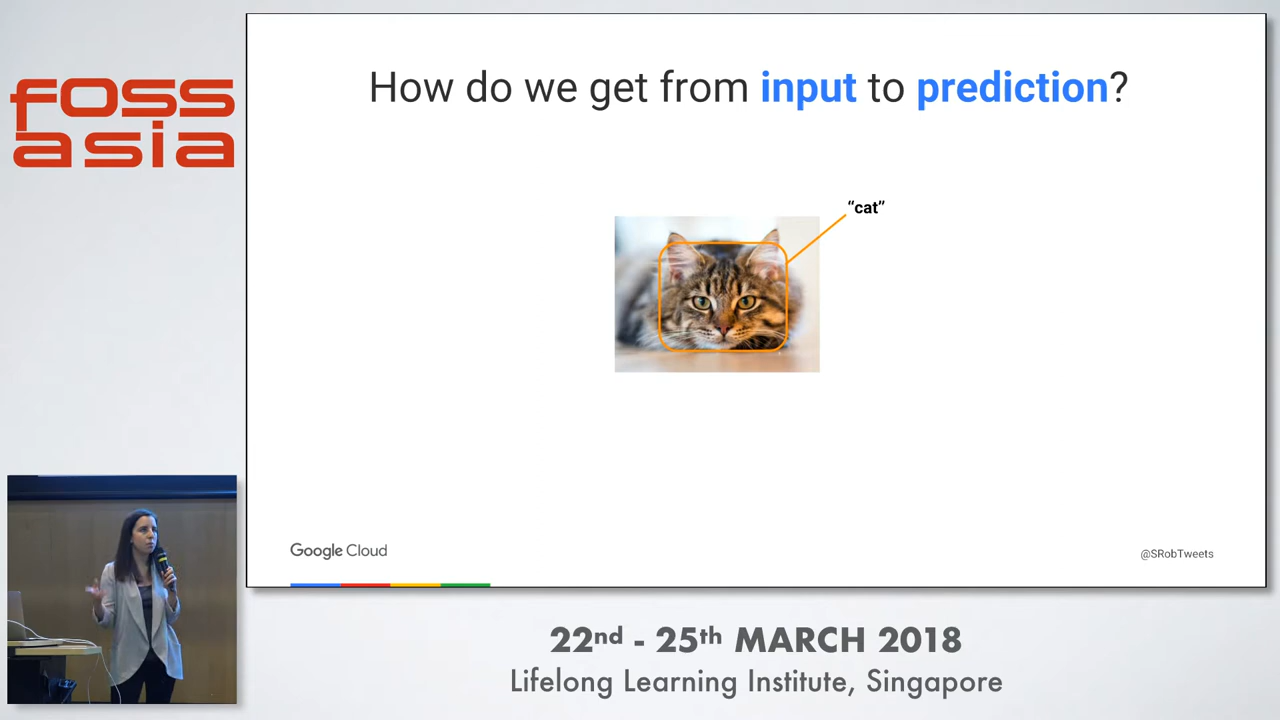 foss
asia
How do we get from input to prediction?
“cat”
Google Cloud
@SRobTweets
22nd - 25th MARCH 2018
Lifelong Learning Institute, Singapore